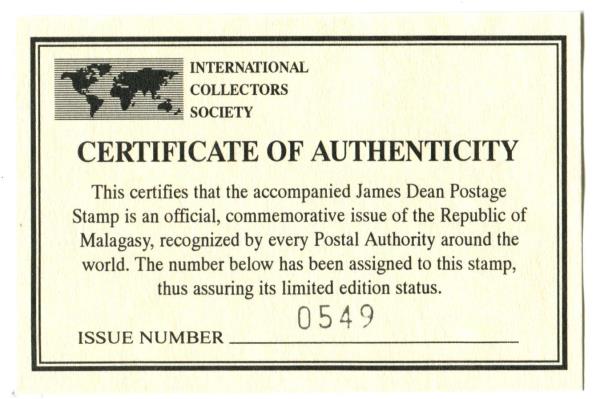 INTERNATIONAL
COLLECTORS
SOCIETY
CERTIFICATE OF AUTHENTICITY
This certifies that the accompanied James Dean Postage
Stamp is an official, commemorative issue of the Republic of
Malagasy, recognized by every Postal Authority around the
world. The number below has been assigned to this stamp,
thus assuring its limited edition status.
ISSUE NUMBER 0549